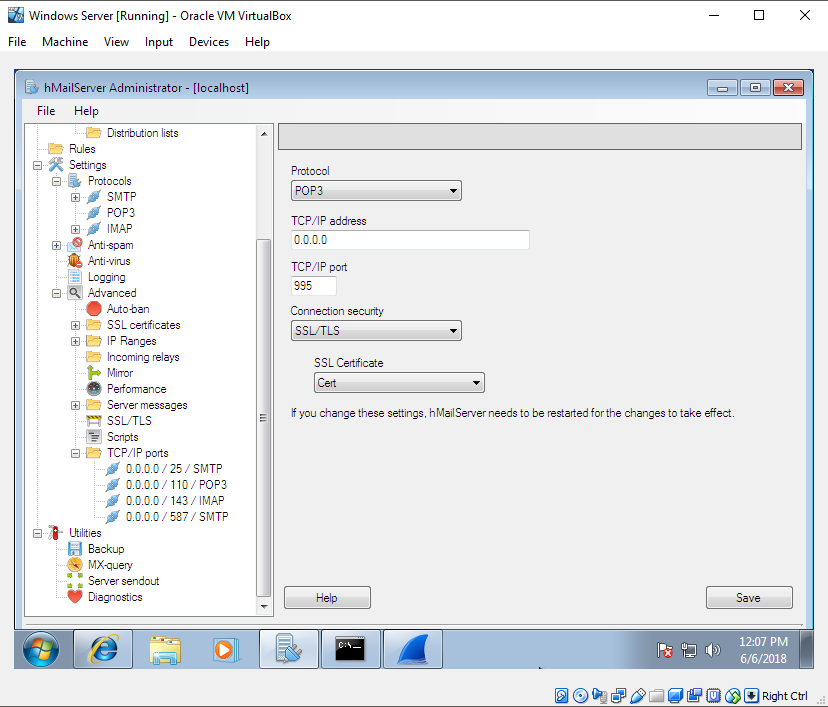 Windows Server [Running] - Oracle VM VirtualBox
File Machine View Input Devices Help
hMailServer Administrator - [localhost]
File Help
Distribution lists
Rules
Settings
Protocols
SMTP
POP3
IMAP
Anti-spam
Anti-virus
Logging
Advanced
Auto-ban
SSL certificates
IP Ranges
Incoming relays
Mirror
Performance
Server messages
SSL/TLS
Scripts
TCP/IP ports
0.0.0.0 / 25 / SMTP
0.0.0.0 / 110 / POP3
0.0.0.0 / 143 / IMAP
0.0.0.0 / 587 / SMTP
Utilities
Backup
MX-query
Server sendout
Diagnostics
Protocol
POP3
TCP/IP address
0.0.0.0
TCP/IP port
995
Connection security
SSL/TLS
SSL Certificate
Cert
If you change these settings, hMailServer needs to be restarted for the changes to take effect.
Help Save
C:\-
12:07 PM
6/6/2018
Right Ctrl